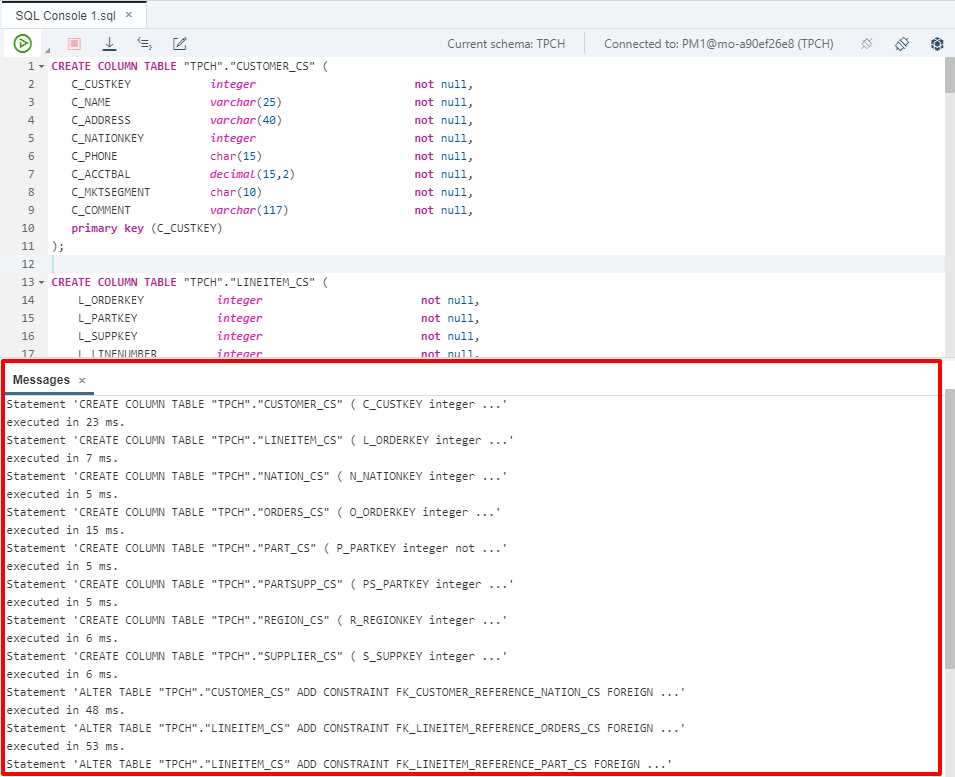 SQL Console 1.sql ×
Current schema: TPCH Connected to: PM1@mo-a90ef26e8 (TPCH)
1 CREATE COLUMN TABLE "TPCH"."CUSTOMER_CS" (
2 C_CUSTKEY integer not null,
3 C_NAME varchar(25) not null,
4 C_ADDRESS varchar(40) not null,
5 C_NATIONKEY integer not null,
6 C_PHONE char(15) not null,
7 C_ACCTBAL decimal(15,2) not null,
8 C_MKTSEGMENT char(10) not null,
9 C_COMMENT varchar(117) not null,
10 primary key (C_CUSTKEY)
11 );
12
13 CREATE COLUMN TABLE "TPCH"."LINEITEM_CS" (
14 L_ORDERKEY integer not null,
15 L_PARTKEY integer not null,
16 L_SUPPKEY integer not null,
17 L_LINENUMBER integer not null,
Messages ×
Statement 'CREATE COLUMN TABLE "TPCH"."CUSTOMER_CS" ( C_CUSTKEY integer ...'
executed in 23 ms.
Statement 'CREATE COLUMN TABLE "TPCH"."LINEITEM_CS" ( L_ORDERKEY integer ...'
executed in 7 ms.
Statement 'CREATE COLUMN TABLE "TPCH"."NATION_CS" ( N_NATIONKEY integer ...'
executed in 5 ms.
Statement 'CREATE COLUMN TABLE "TPCH"."ORDERS_CS" ( O_ORDERKEY integer ...'
executed in 15 ms.
Statement 'CREATE COLUMN TABLE "TPCH"."PART_CS" ( P_PARTKEY integer not ...'
executed in 5 ms.
Statement 'CREATE COLUMN TABLE "TPCH"."PARTSUPP_CS" ( PS_PARTKEY integer ...'
executed in 5 ms.
Statement 'CREATE COLUMN TABLE "TPCH"."REGION_CS" ( R_REGIONKEY integer ...'
executed in 6 ms.
Statement 'CREATE COLUMN TABLE "TPCH"."SUPPLIER_CS" ( S_SUPPKEY integer ...'
executed in 6 ms.
Statement 'ALTER TABLE "TPCH"."CUSTOMER_CS" ADD CONSTRAINT FK_CUSTOMER_REFERENCE_NATION_CS FOREIGN ...'
executed in 48 ms.
Statement 'ALTER TABLE "TPCH"."LINEITEM_CS" ADD CONSTRAINT FK_LINEITEM_REFERENCE_ORDERS_CS FOREIGN ...'
executed in 53 ms.
Statement 'ALTER TABLE "TPCH"."LINEITEM_CS" ADD CONSTRAINT FK_LINEITEM_REFERENCE_PART_CS FOREIGN ...'